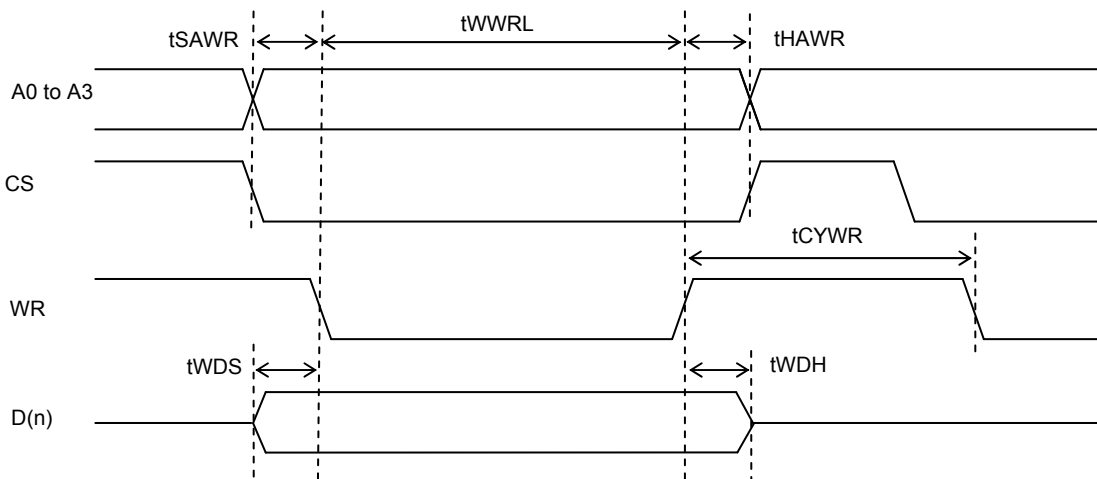 tSAWR
tWWRL
tHAWR
A0 to A3
CS
tCYWR
WR
tWDS
tWDH
D(n)